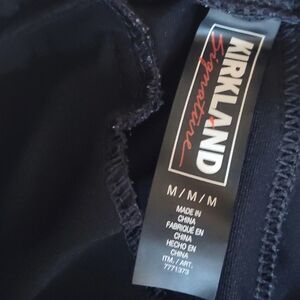 KIRKLAND
Signature
M/M/M
MADE IN
CHINA
FABRIQUÉ EN
CHINA
HECHO EN
CHINA
ITM. / ART.
7771373